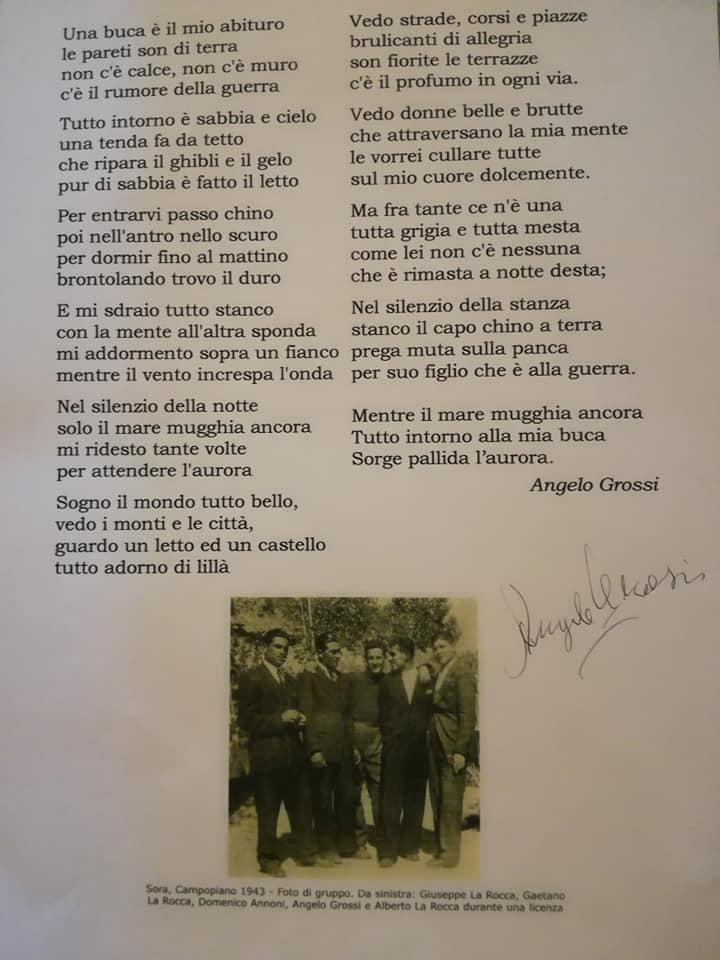 Una buca è il mio abituro
le pareti son di terra
non c'è calce, non c'è muro
c'è il rumore della guerra
Tutto intorno è sabbia e cielo
una tenda fa da tetto
che ripara il ghibli e il gelo
pur di sabbia è fatto il letto
Per entrarvi passo chino
poi nell'antro nello scuro
per dormir fino al mattino
brontolando trovo il duro
E mi sdraio tutto stanco
con la mente all'altra sponda
mi addormento sopra un fianco
mentre il vento increspa l'onda
Nel silenzio della notte
solo il mare mugghia ancora
mi ridesto tante volte
per attendere l'aurora
Sogno il mondo tutto bello,
vedo i monti e le città,
guardo un letto ed un castello
tutto adorno di lillà
Vedo strade, corsi e piazze
brulicanti di allegria
son fiorite le terrazze
c'è il profumo in ogni via.
Vedo donne belle e brutte
che attraversano la mia mente
le vorrei cullare tutte
sul mio cuore dolcemente.
Ma fra tante ce n'è una
tutta grigia e tutta mesta
come lei non c'è nessuna
che è rimasta a notte desta;
Nel silenzio della stanza
stanco il capo chino a terra
prega muta sulla panca
per suo figlio che è alla guerra.
Mentre il mare mugghia ancora
Tutto intorno alla mia buca
Sorge pallida l'aurora.
Angelo Grossi
Angelo Grossi
Sora, Campopiano 1943 - Foto di gruppo. Da sinistra: Giuseppe La Rocca, Gaetano
La Rocca, Domenico Annoni, Angelo Grossi e Alberto La Rocca durante una licenza